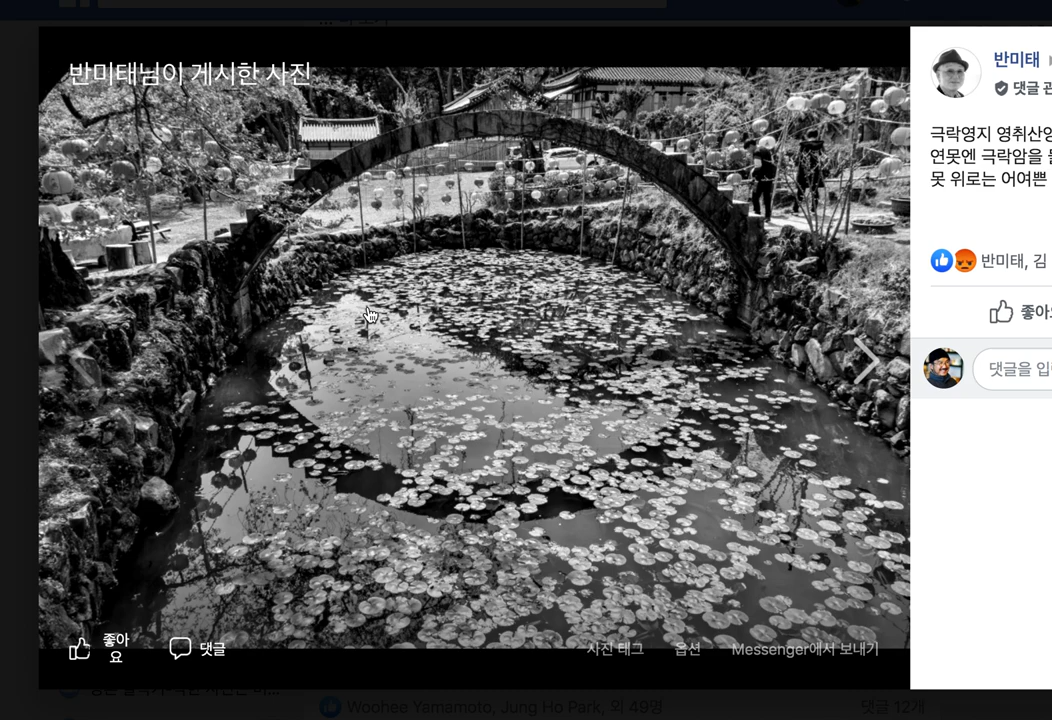 반미태님이 게시한 사진
반미태
댓글 관
극락영지 영취산
연못엔 극락암을
못 위로는 어여쁜
반미태, 김
좋아
댓글을 입
좋아
요
댓글
사진 태그
옵션
Messenger에서 보내기
Woohee Yamamoto, Jung Ho Park, 외 49명
댓글 12개